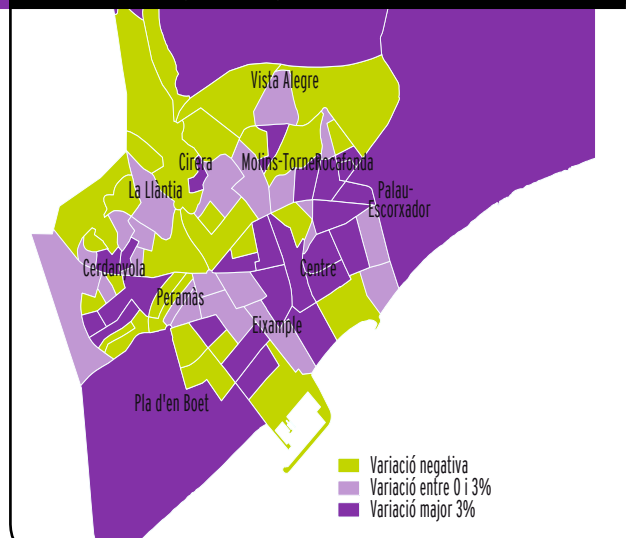 Vista Alegre
Cirera
Molins-Torner
Rocafonda
La Llàntia
Palau-
Escorxador
Cerdanyola
Centre
Peramàs
Eixample
Pla d'en Boet
Variació negativa
Variació entre 0 i 3%
Variació major 3%